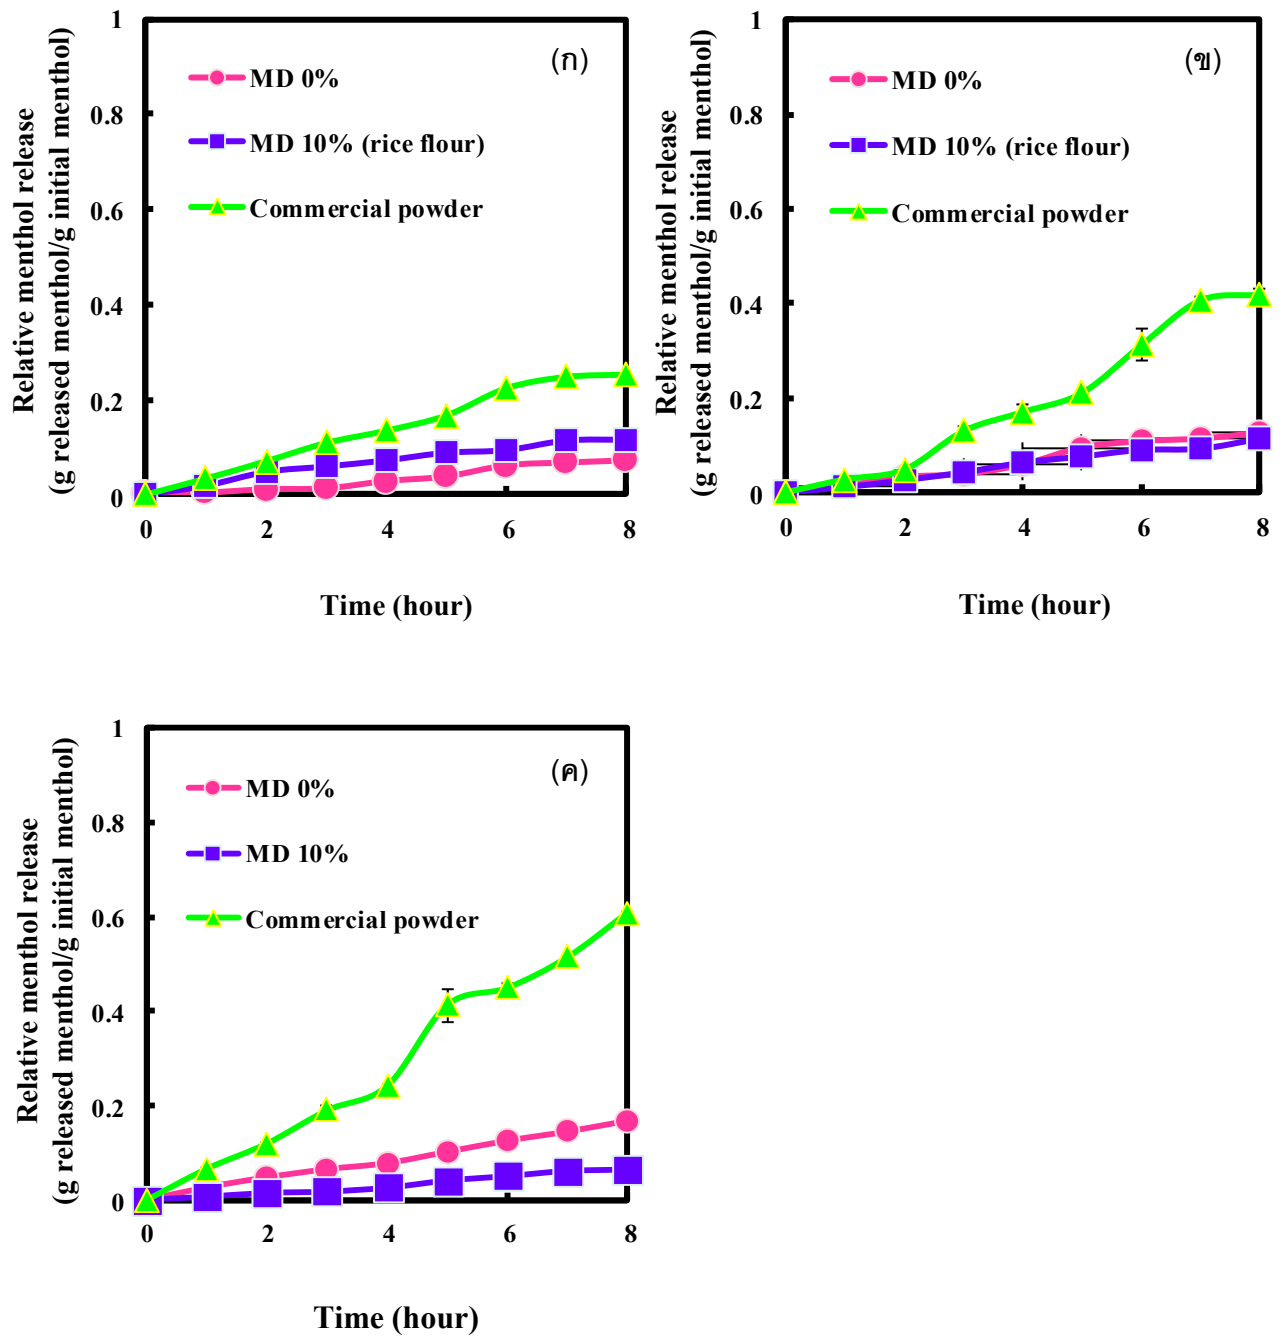 (ก)
MD 0%
MD 10% (rice flour)
Commercial powder
Relative menthol release
(g released menthol/g initial menthol)
1
0.8
0.6
0.4
0.2
0
0 2 4 6 8
Time (hour)
(ข)
MD 0%
MD 10% (rice flour)
Commercial powder
Relative menthol release
(g released menthol/g initial menthol)
1
0.8
0.6
0.4
0.2
0
0 2 4 6 8
Time (hour)
(ค)
MD 0%
MD 10%
Commercial powder
Relative menthol release
(g released menthol/g initial menthol)
1
0.8
0.6
0.4
0.2
0
0 2 4 6 8
Time (hour)